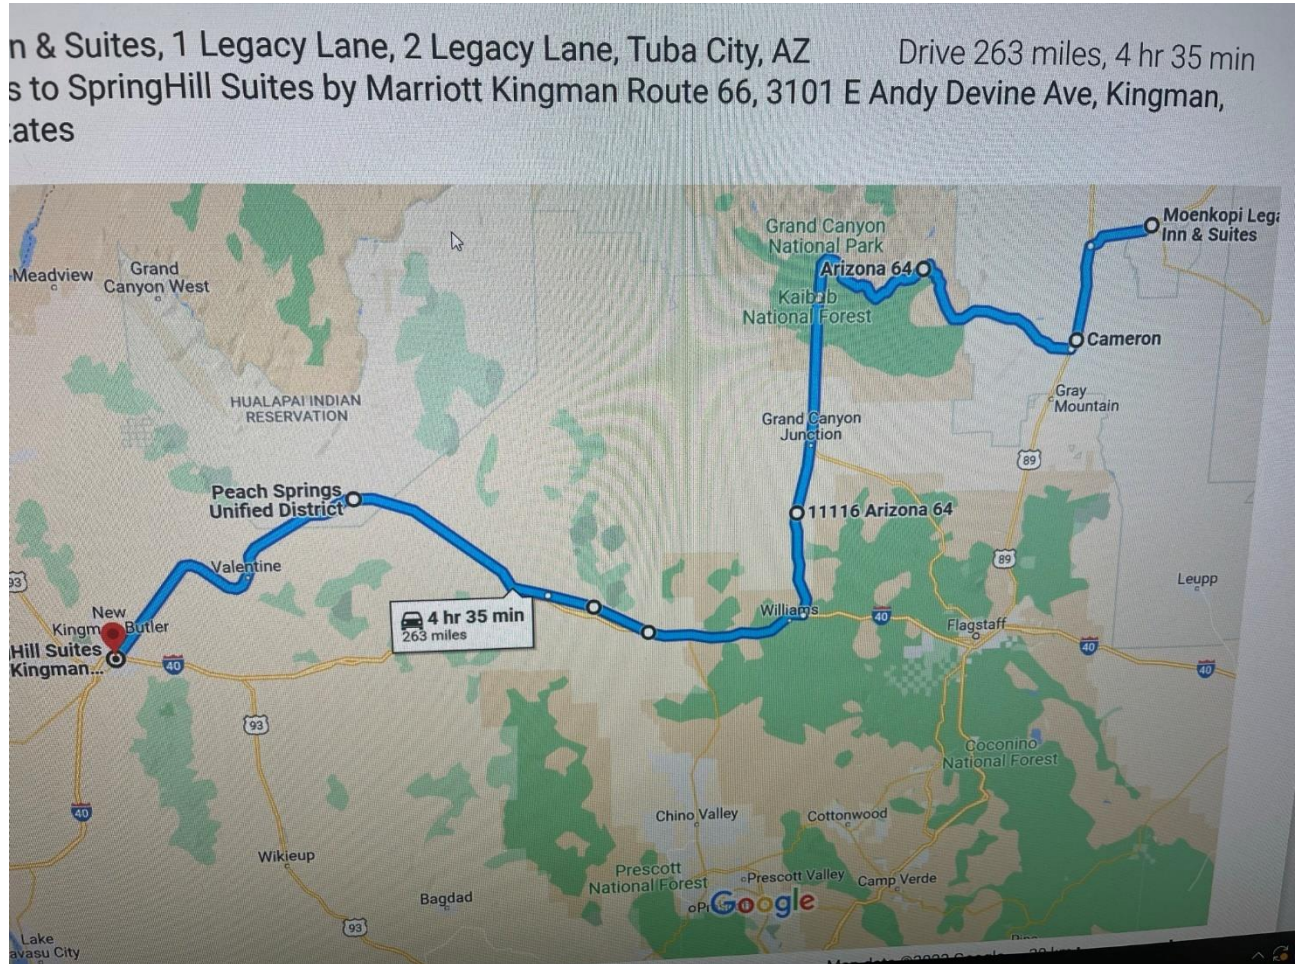 n & Suites, 1 Legacy Lane, 2 Legacy Lane, Tuba City, AZ
Drive 263 miles, 4 hr 35 min
s to SpringHill Suites by Marriott Kingman Route 66, 3101 E Andy Devine Ave, Kingman,
tates
Moenkopi Lega
Inn & Suites
Grand Canyon
National Park
Arizona 64
Meadview
Grand
Canyon West
Kaibab
National Forest
Cameron
HUALAPAI INDIAN
RESERVATION
Gray
Mountain
Grand Canyon
Junction
89
Peach Springs
Unified District
11116 Arizona 64
89
Valentine
93
Leupp
New
Kingm Butler
4 hr 35 min
263 miles
Williams
40
Flagstaff
Hill Suites
Kingman...
40
40
40
93
Coconino
National Forest
40
Chino Valley
Cottonwood
Wikieup
Prescott
National Forest
Prescott Valley
Camp Verde
Bagdad
Google
93
Lake
avasu City